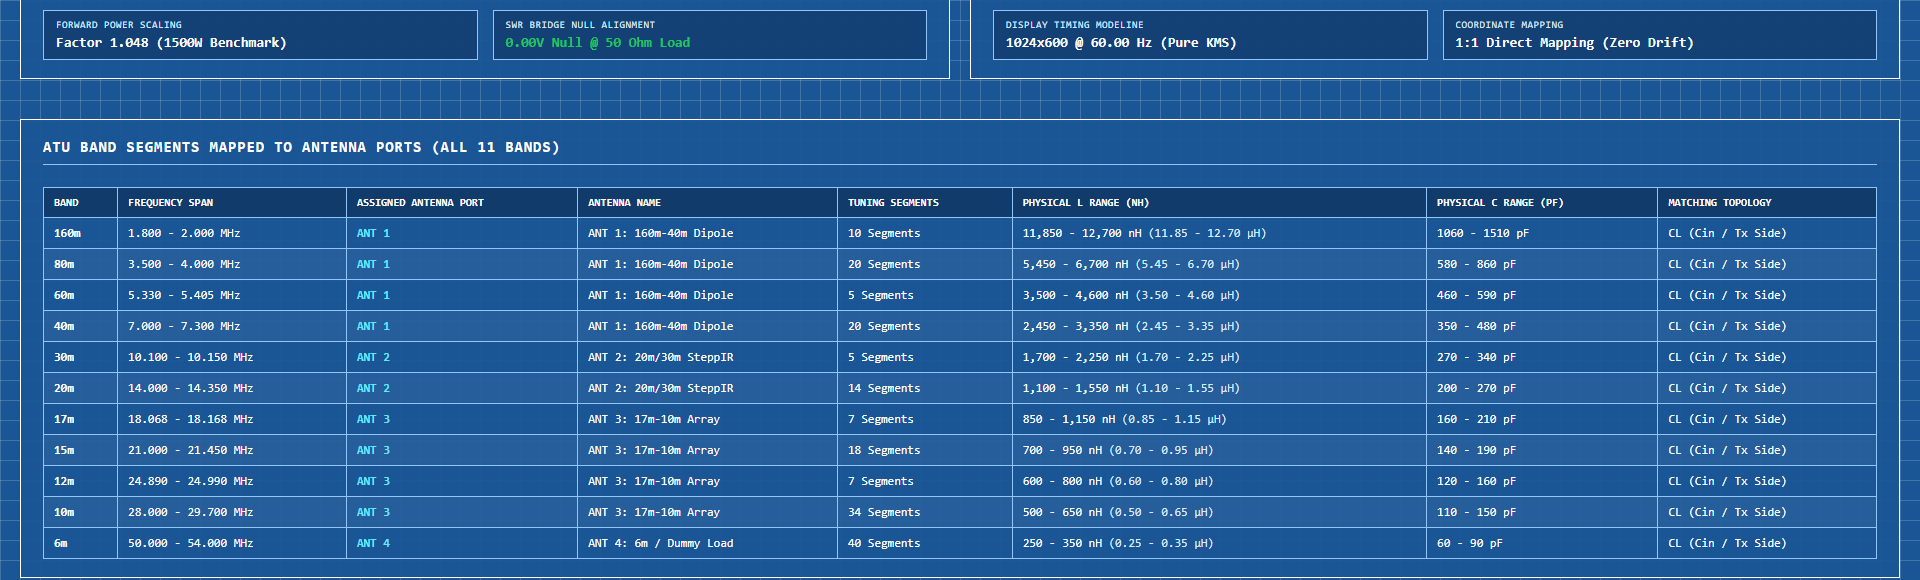 FORWARD POWER SCALING
Factor 1.048 (1500W Benchmark)
SWR BRIDGE NULL ALIGNMENT
0.00V Null @ 50 Ohm Load
DISPLAY TIMING MODELINE
1024x600 @ 60.00 Hz (Pure KMS)
COORDINATE MAPPING
1:1 Direct Mapping (Zero Drift)
ATU BAND SEGMENTS MAPPED TO ANTENNA PORTS (ALL 11 BANDS)
BAND FREQUENCY SPAN ASSIGNED ANTENNA PORT ANTENNA NAME TUNING SEGMENTS PHYSICAL L RANGE (NH) PHYSICAL C RANGE (PF) MATCHING TOPOLOGY
160m 1.800 - 2.000 MHz ANT 1 ANT 1: 160m-40m Dipole 10 Segments 11,850 - 12,700 nH (11.85 - 12.70 µH) 1060 - 1510 pF CL (Cin / Tx Side)
80m 3.500 - 4.000 MHz ANT 1 ANT 1: 160m-40m Dipole 20 Segments 5,450 - 6,700 nH (5.45 - 6.70 µH) 580 - 860 pF CL (Cin / Tx Side)
60m 5.330 - 5.405 MHz ANT 1 ANT 1: 160m-40m Dipole 5 Segments 3,500 - 4,600 nH (3.50 - 4.60 µH) 460 - 590 pF CL (Cin / Tx Side)
40m 7.000 - 7.300 MHz ANT 1 ANT 1: 160m-40m Dipole 20 Segments 2,450 - 3,350 nH (2.45 - 3.35 µH) 350 - 480 pF CL (Cin / Tx Side)
30m 10.100 - 10.150 MHz ANT 2 ANT 2: 20m/30m SteppIR 5 Segments 1,700 - 2,250 nH (1.70 - 2.25 µH) 270 - 340 pF CL (Cin / Tx Side)
20m 14.000 - 14.350 MHz ANT 2 ANT 2: 20m/30m SteppIR 14 Segments 1,100 - 1,550 nH (1.10 - 1.55 µH) 200 - 270 pF CL (Cin / Tx Side)
17m 18.068 - 18.168 MHz ANT 3 ANT 3: 17m-10m Array 7 Segments 850 - 1,150 nH (0.85 - 1.15 µH) 160 - 210 pF CL (Cin / Tx Side)
15m 21.000 - 21.450 MHz ANT 3 ANT 3: 17m-10m Array 18 Segments 700 - 950 nH (0.70 - 0.95 µH) 140 - 190 pF CL (Cin / Tx Side)
12m 24.890 - 24.990 MHz ANT 3 ANT 3: 17m-10m Array 7 Segments 600 - 800 nH (0.60 - 0.80 µH) 120 - 160 pF CL (Cin / Tx Side)
10m 28.000 - 29.700 MHz ANT 3 ANT 3: 17m-10m Array 34 Segments 500 - 650 nH (0.50 - 0.65 µH) 110 - 150 pF CL (Cin / Tx Side)
6m 50.000 - 54.000 MHz ANT 4 ANT 4: 6m / Dummy Load 40 Segments 250 - 350 nH (0.25 - 0.35 µH) 60 - 90 pF CL (Cin / Tx Side)